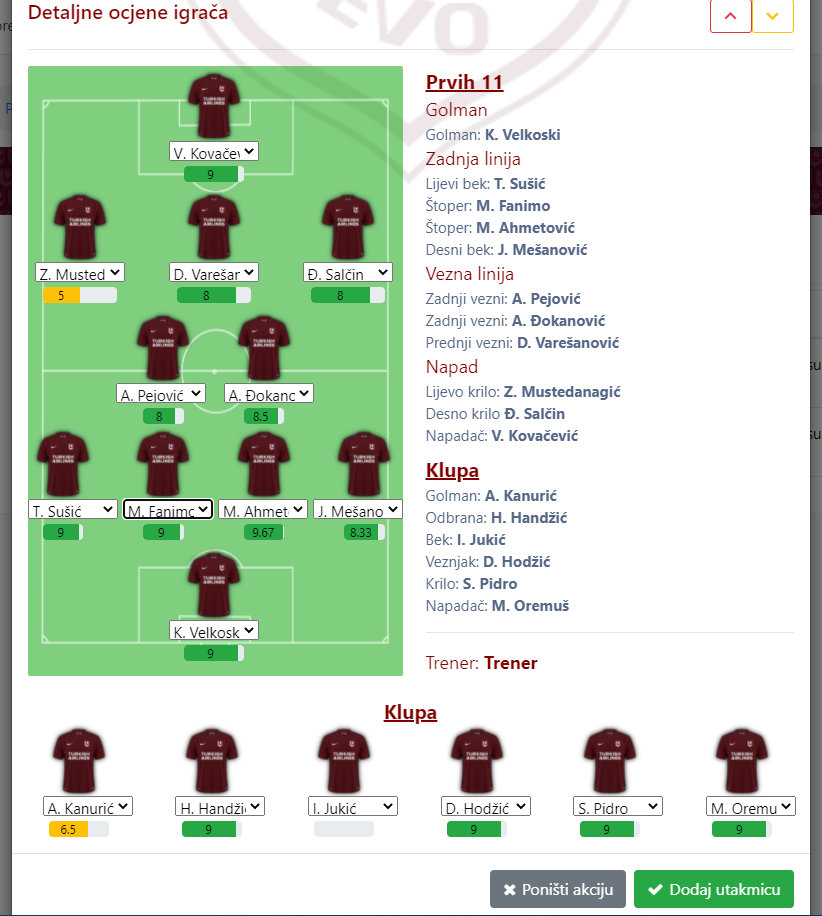 Detaljne ocjene igrača
EVO
V. Kovačev
9
Z. Musted
D. Varešar
Đ. Salčin
5
8
8
A. Pejović
A. Đokano
8
8.5
T. Sušić
M. Fanimo
M. Ahmet
J. Mešano
9
9
9.67
8.33
K. Velkosk
9
TURKISH AIRLINES
Prvih 11
Golman
Golman: K. Velkoski
Zadnja linija
Lijevi bek: T. Sušić
Štoper: M. Fanimo
Štoper: M. Ahmetović
Desni bek: J. Mešanović
Vezna linija
Zadnji vezni: A. Pejović
Zadnji vezni: A. Đokanović
Prednji vezni: D. Varešanović
Napad
Lijevo krilo: Z. Mustedanagić
Desno krilo Đ. Salčin
Napadač: V. Kovačević
Klupa
Golman: A. Kanurić
Odbrana: H. Handžić
Bek: I. Jukić
Veznjak: D. Hodžić
Krilo: S. Pidro
Napadač: M. Oremuš
Trener: Trener
Klupa
A. Kanurić
H. Handžić
I. Jukić
D. Hodžić
S. Pidro
M. Oremu
6.5
9
9
9
9
Poništi akciju
Dodaj utakmicu